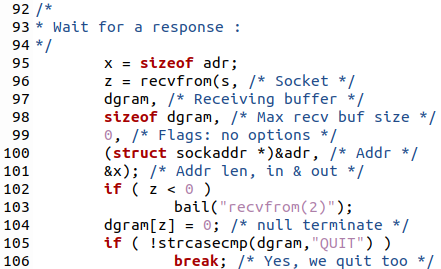 92 /*
93 * Wait for a response :
94 */
95 x = sizeof adr;
96 z = recvfrom(s, /* Socket */
97 dgram, /* Receiving buffer */
98 sizeof dgram, /* Max recv buf size */
99 0, /* Flags: no options */
100 (struct sockaddr *)&adr, /* Addr */
101 &x); /* Addr len, in & out */
102 if ( z < 0 )
103 bail("recvfrom(2)");
104 dgram[z] = 0; /* null terminate */
105 if ( !strcasecmp(dgram,"QUIT") )
106 break; /* Yes, we quit too */